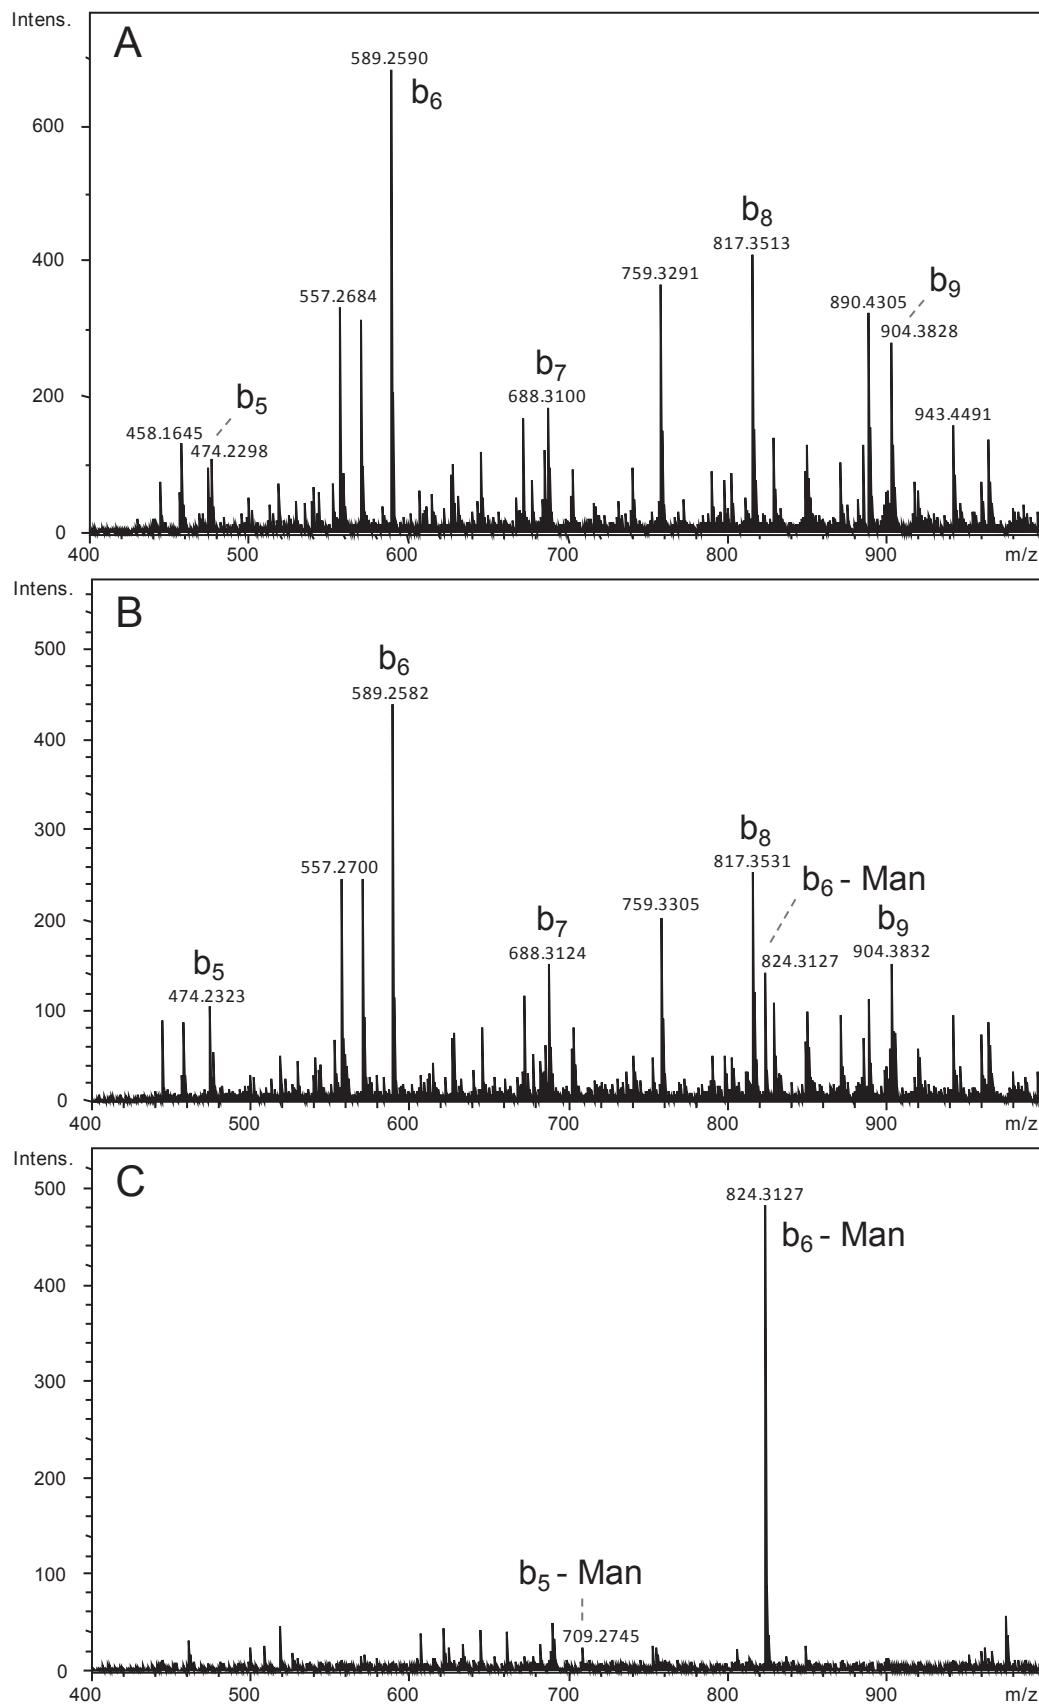 Intens.
A
589.2590
b6
600
b8
817.3513
400
759.3291
b9
557.2684
890.4305
904.3828
b7
b5
688.3100
200
458.1645
474.2298
943.4491
0
400 500 600 700 800 900 m/z
Intens.
B
b6
500
589.2582
400
b8
300
557.2700
817.3531
b6 - Man
759.3305
b7
b9
200
b5
688.3124
824.3127
904.3832
474.2323
100
0
400 500 600 700 800 900 m/z
Intens.
C
500
824.3127
b6 - Man
400
300
200
100
b5 - Man
709.2745
0
400 500 600 700 800 900 m/z